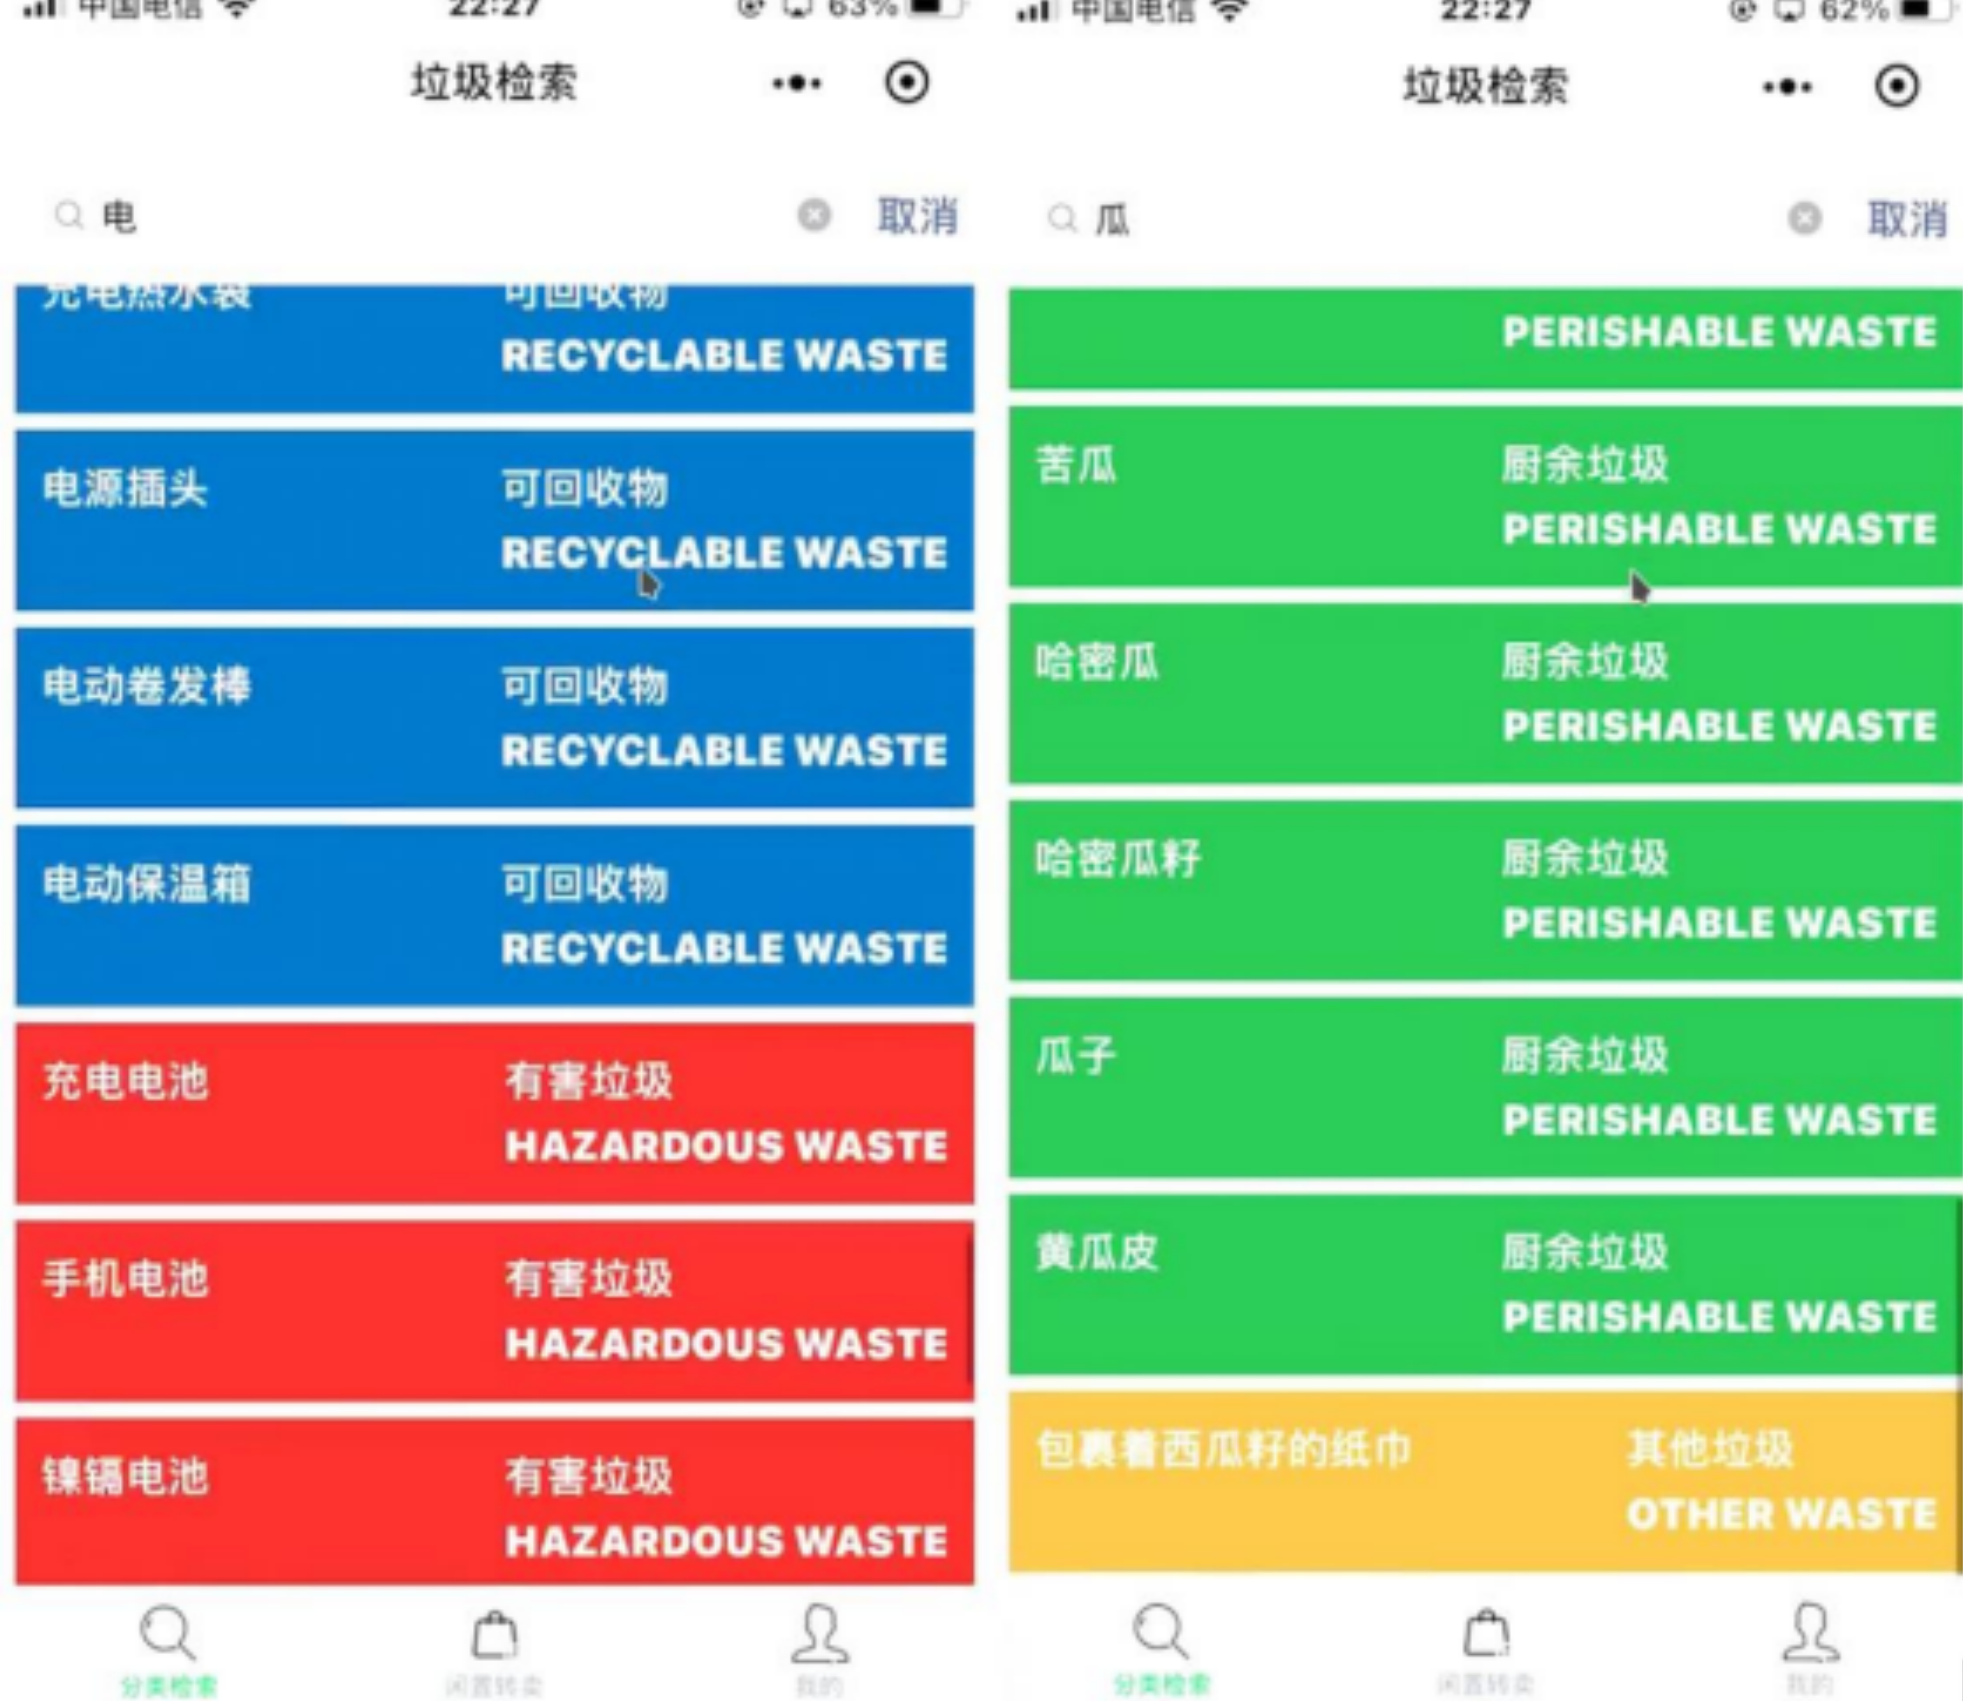 中国电信 22:27 63%
垃圾检索
电 取消
充电热水袋 可回收物
RECYCLABLE WASTE
电源插头 可回收物
RECYCLABLE WASTE
电动卷发棒 可回收物
RECYCLABLE WASTE
电动保温箱 可回收物
RECYCLABLE WASTE
充电电池 有害垃圾
HAZARDOUS WASTE
手机电池 有害垃圾
HAZARDOUS WASTE
镍镉电池 有害垃圾
HAZARDOUS WASTE
分类检索 闲置转卖 我的
中国电信 22:27 62%
垃圾检索
瓜 取消
PERISHABLE WASTE
苦瓜 厨余垃圾
PERISHABLE WASTE
哈密瓜 厨余垃圾
PERISHABLE WASTE
哈密瓜籽 厨余垃圾
PERISHABLE WASTE
瓜子 厨余垃圾
PERISHABLE WASTE
黄瓜皮 厨余垃圾
PERISHABLE WASTE
包裹着西瓜籽的纸巾 其他垃圾
OTHER WASTE
分类检索 闲置转卖 我的